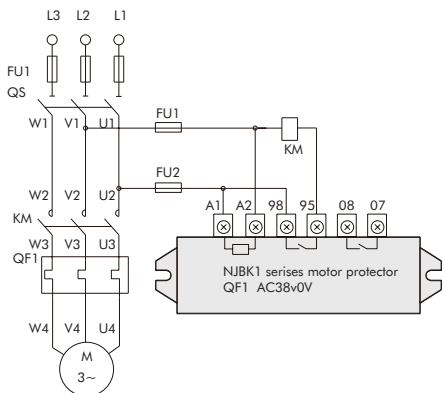 L3 L2 L1
FU1
QS
W1 V1 U1
FU1
KM
FU2
W2 V2 U2
A1 A2 98 95 08 07
KM
W3 V3 U3
QF1
NJBK1 serises motor protector
QF1 AC38v0V
W4 V4 U4
M
3~